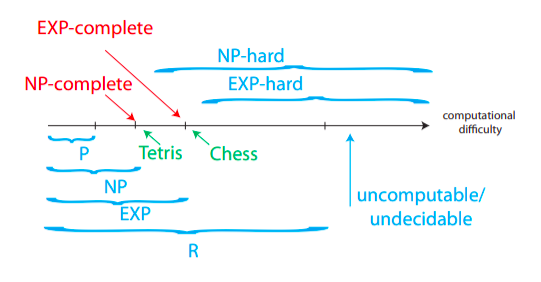 EXP-complete
NP-hard
NP-complete
EXP-hard
computational
difficulty
P
Tetris
Chess
NP
uncomputable/
undecidable
EXP
R